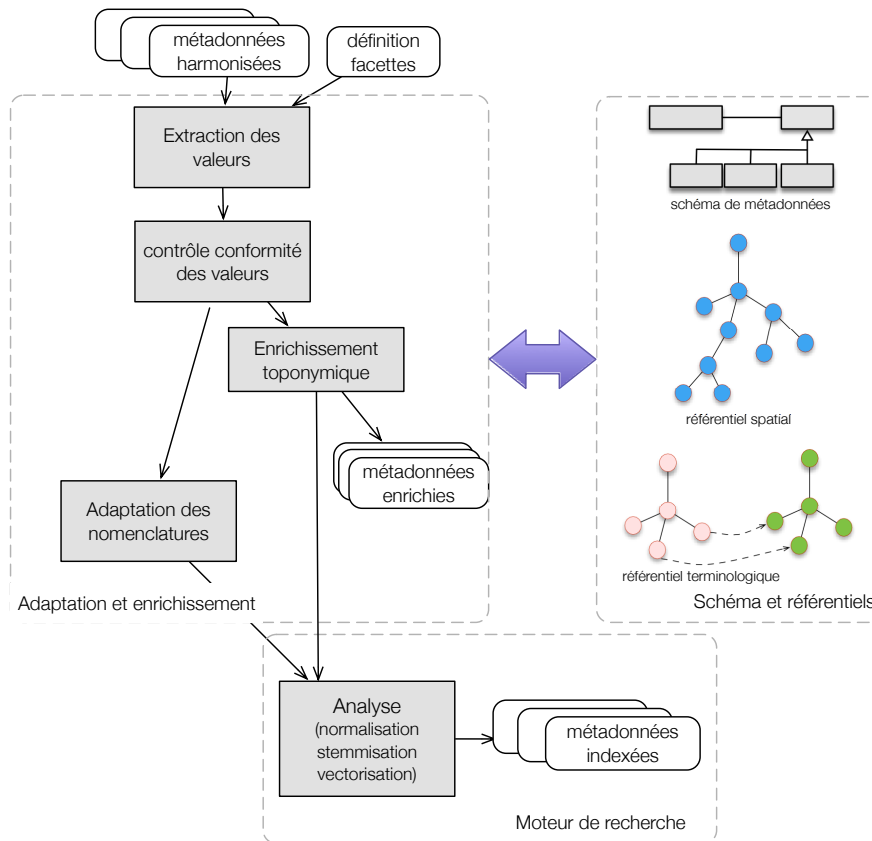 métadonnées
harmonisées
définition
facettes
Extraction des
valeurs
contrôle conformité
des valeurs
Enrichissement
toponymique
métadonnées
enrichies
Adaptation des
nomenclatures
Adaptation et enrichissement
schéma de métadonnées
référentiel spatial
référentiel terminologique
Schéma et référentiels
Analyse
(normalisation
stemmisation
vectorisation)
métadonnées
indexées
Moteur de recherche